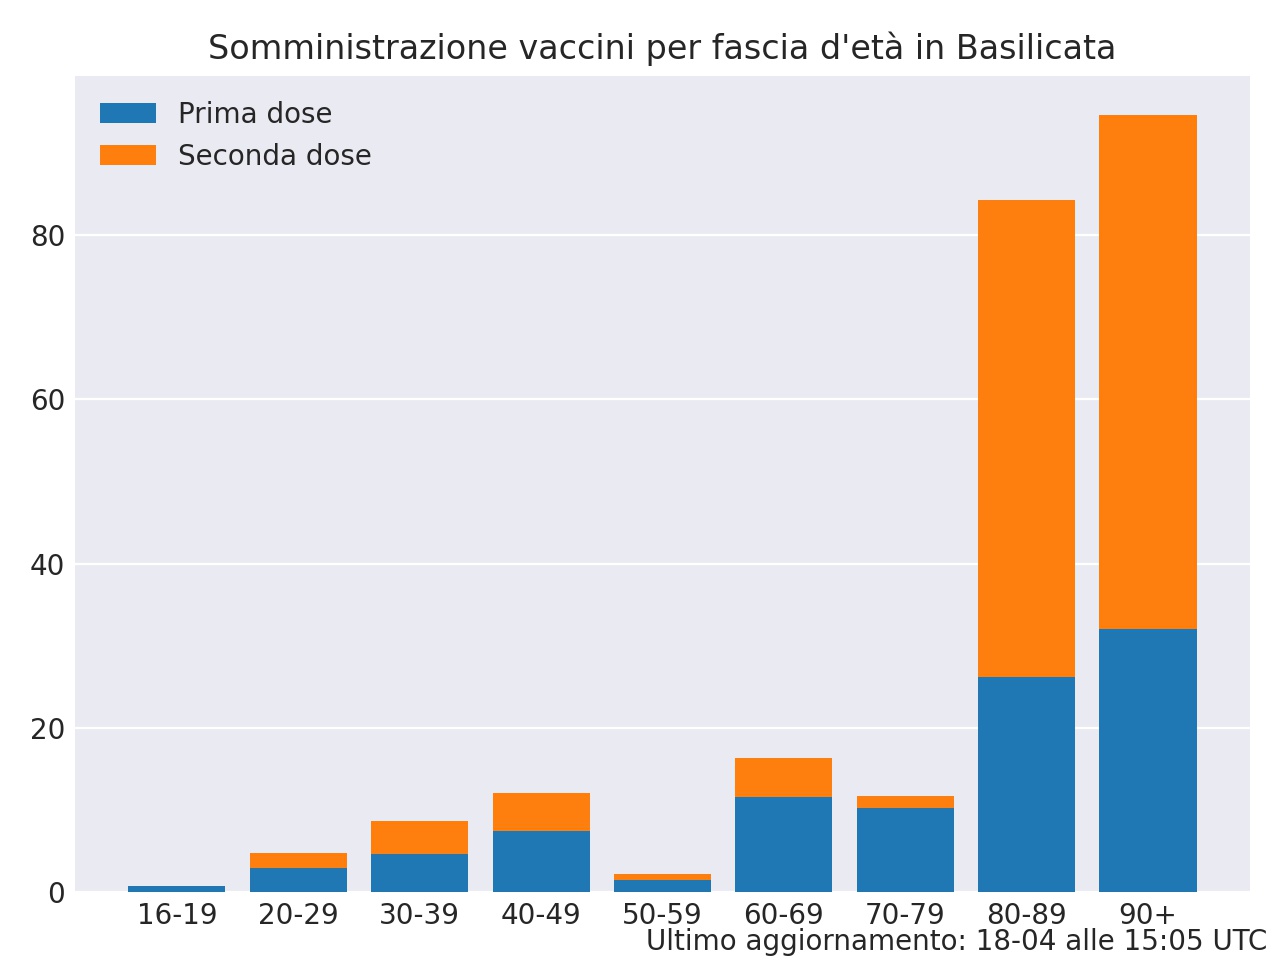 Somministrazione vaccini per fascia d'età in Basilicata
Prima dose
Seconda dose
80
60
40
20
0
16-19 20-29 30-39 40-49 50-59 60-69 70-79 80-89 90+
Ultimo aggiornamento: 18-04 alle 15:05 UTC